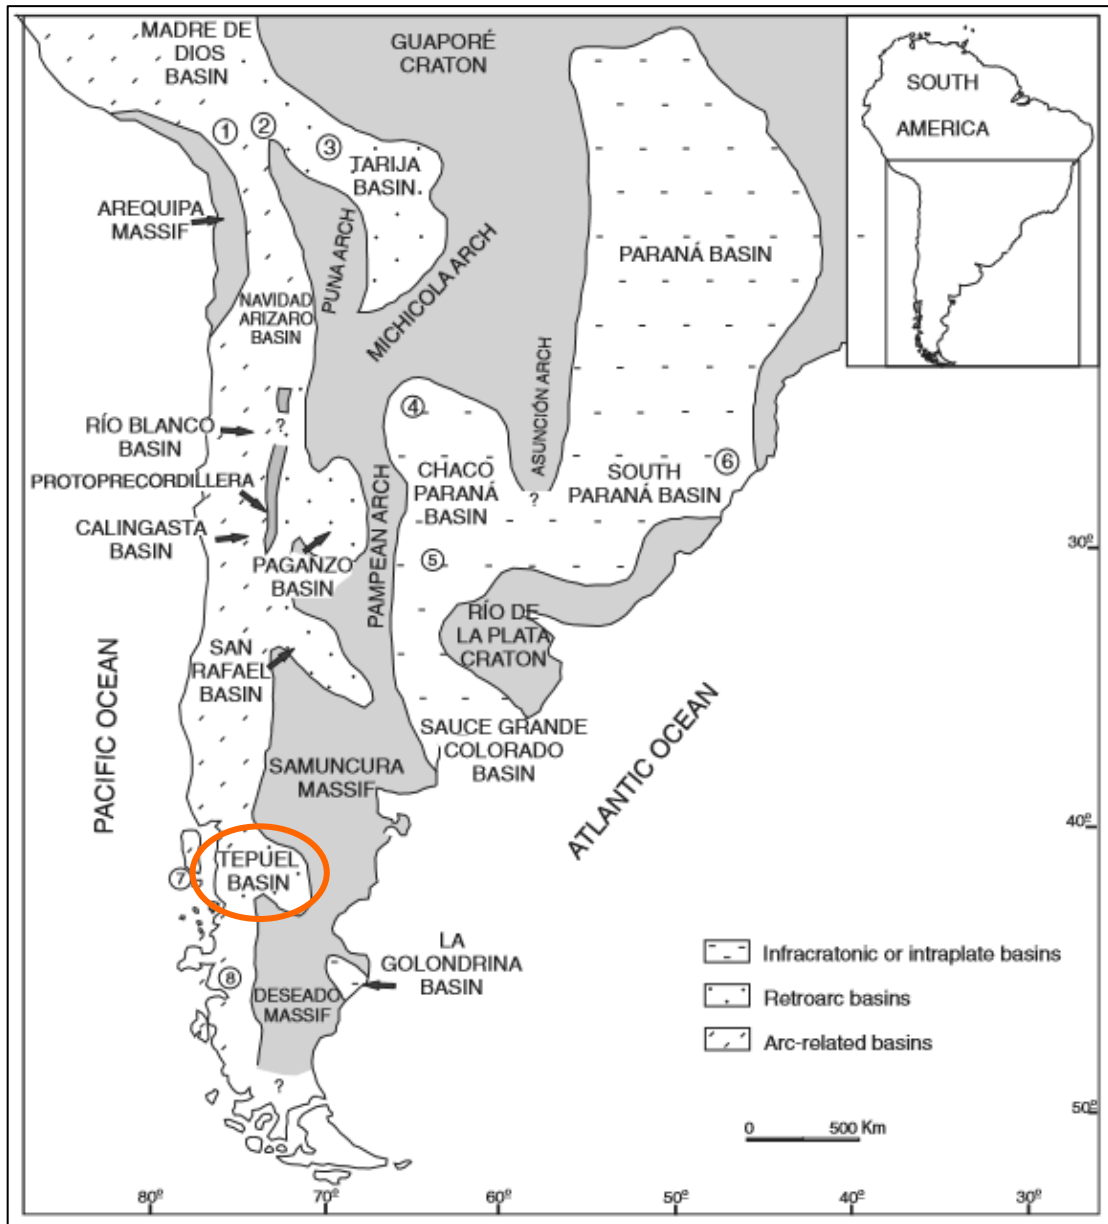 MADRE DE
DIOS
BASIN
GUAPORÉ
CRATON
SOUTH
AMERICA
1
2
3
TARIJA
BASIN
AREQUIPA
MASSIF
PUNA ARCH
MICHICOLA ARCH
PARANÁ BASIN
NAVIDAD
ARIZARO
BASIN
ASUNCIÓN ARCH
4
RÍO BLANCO
BASIN
?
6
PROTOPRECORDILLERA
CHACO
PARANÁ
BASIN
SOUTH
PARANÁ BASIN
?
CALINGASTA
BASIN
PAGANZO
BASIN
PAMPEAN ARCH
5
30º
RÍO DE
LA PLATA
CRATON
SAN
RAFAEL
BASIN
PACIFIC OCEAN
SAUCE GRANDE
COLORADO
BASIN
ATLANTIC OCEAN
SAMUNCURA
MASSIF
40º
TEPUEL
BASIN
7
LA
GOLONDRINA
BASIN
8
DESEADO
MASSIF
Infracratonic or intraplate basins
Retroarc basins
Arc-related basins
?
50º
0 500 Km
80º 70º 60º 50º 40º 30º